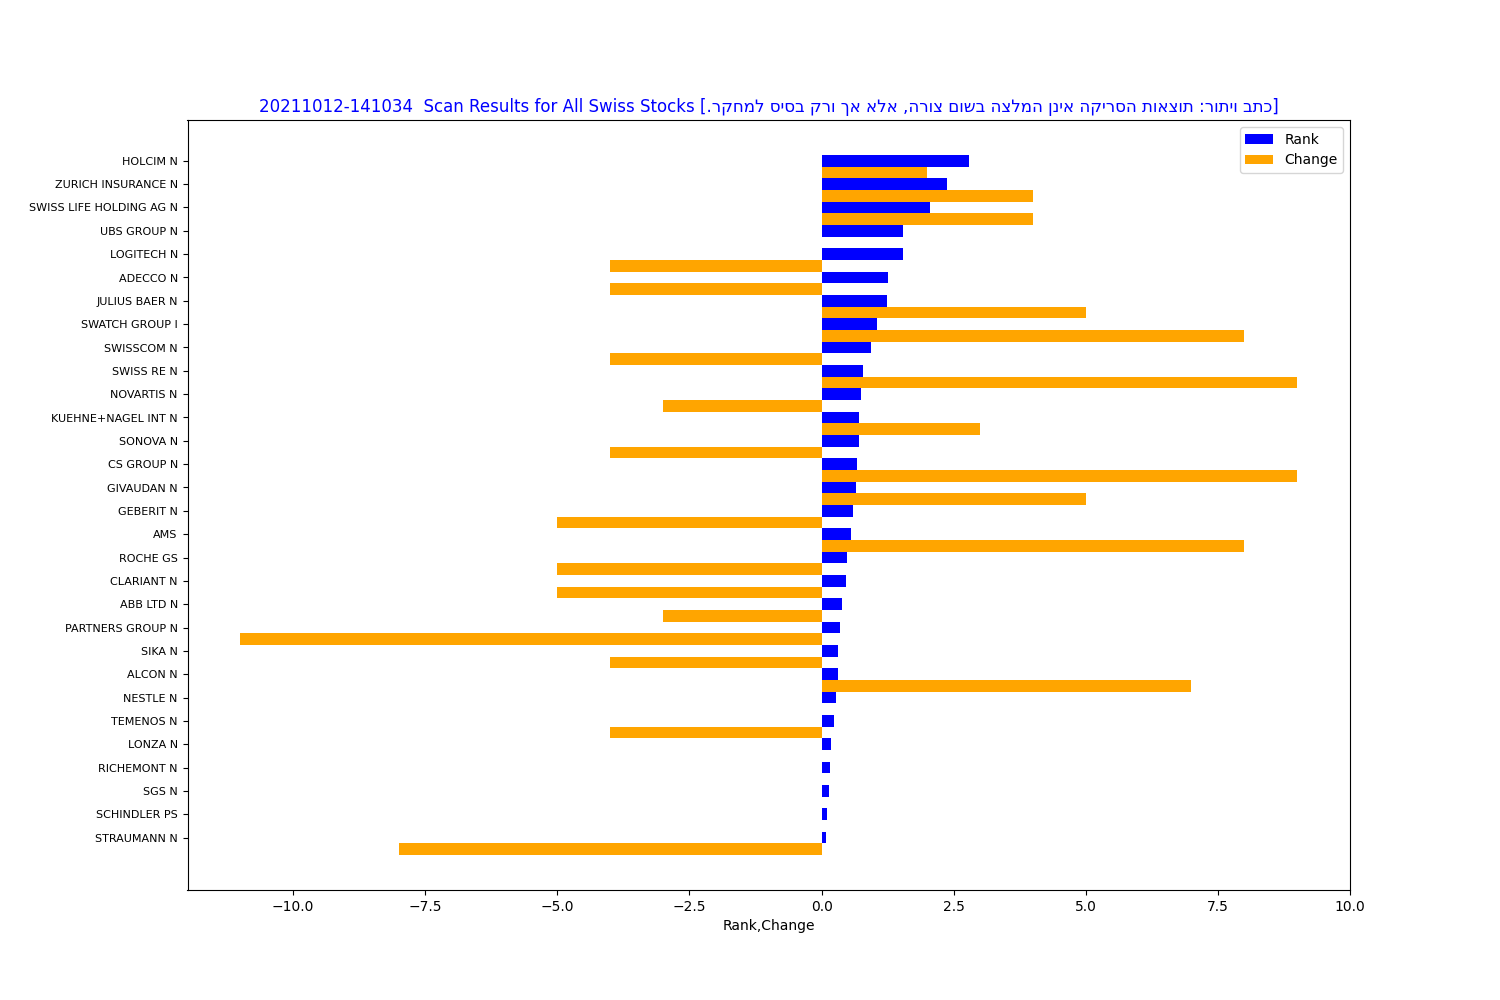 20211012-141034  Scan Results for All Swiss Stocks [כתב ויתור: תוצאות הסריקה אינן המלצה בשום צורה, אלא אך ורק בסיס למחקר.]
Rank
Change
HOLCIM N
ZURICH INSURANCE N
SWISS LIFE HOLDING AG N
UBS GROUP N
LOGITECH N
ADECCO N
JULIUS BAER N
SWATCH GROUP I
SWISSCOM N
SWISS RE N
NOVARTIS N
KUEHNE+NAGEL INT N
SONOVA N
CS GROUP N
GIVAUDAN N
GEBERIT N
AMS
ROCHE GS
CLARIANT N
ABB LTD N
PARTNERS GROUP N
SIKA N
ALCON N
NESTLE N
TEMENOS N
LONZA N
RICHEMONT N
SGS N
SCHINDLER PS
STRAUMANN N
−10.0 −7.5 −5.0 −2.5 0.0 2.5 5.0 7.5 10.0
Rank,Change